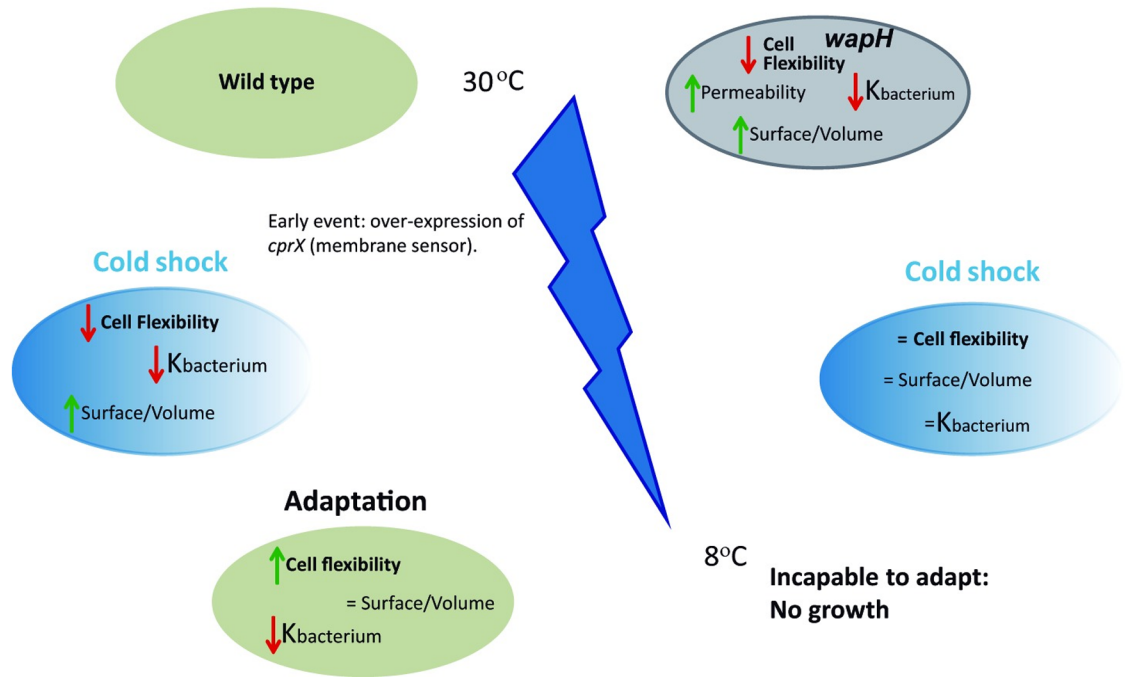 Wild type
30°C
Cell wapH
Flexibility
Permeability
Kbacterium
Surface/Volume
Early event: over-expression of
cprX (membrane sensor).
Cold shock
Cell Flexibility
Kbacterium
Surface/Volume
Cold shock
= Cell flexibility
= Surface/Volume
=Kbacterium
Adaptation
Cell flexibility
= Surface/Volume
Kbacterium
8°C
Incapable to adapt:
No growth